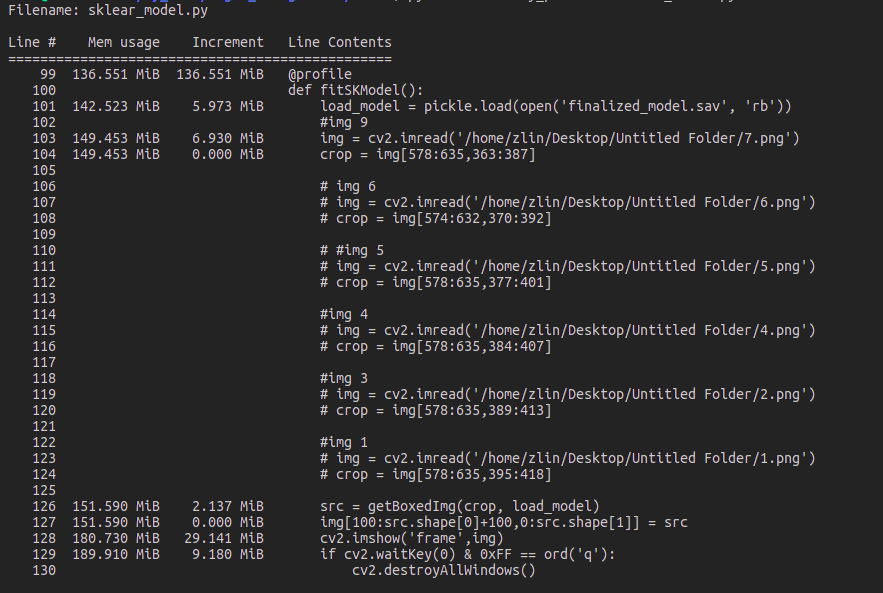 Filename: sklear_model.py
Line #    Mem usage    Increment   Line Contents
================================================
    99  136.551 MiB  136.551 MiB   @profile
   100                             def fitSKModel():
   101  142.523 MiB    5.973 MiB       load_model = pickle.load(open('finalized_model.sav', 'rb'))
   102                                 #img 9
   103  149.453 MiB    6.930 MiB       img = cv2.imread('/home/zlin/Desktop/Untitled Folder/7.png')
   104  149.453 MiB    0.000 MiB       crop = img[578:635,363:387]
   105
   106                                 # img 6
   107                                 # img = cv2.imread('/home/zlin/Desktop/Untitled Folder/6.png')
   108                                 # crop = img[574:632,370:392]
   109
   110                                 # #img 5
   111                                 # img = cv2.imread('/home/zlin/Desktop/Untitled Folder/5.png')
   112                                 # crop = img[578:635,377:401]
   113
   114                                 #img 4
   115                                 # img = cv2.imread('/home/zlin/Desktop/Untitled Folder/4.png')
   116                                 # crop = img[578:635,384:407]
   117
   118                                 #img 3
   119                                 # img = cv2.imread('/home/zlin/Desktop/Untitled Folder/2.png')
   120                                 # crop = img[578:635,389:413]
   121
   122                                 #img 1
   123                                 # img = cv2.imread('/home/zlin/Desktop/Untitled Folder/1.png')
   124                                 # crop = img[578:635,395:418]
   125
   126  151.590 MiB    2.137 MiB       src = getBoxedImg(crop, load_model)
   127  151.590 MiB    0.000 MiB       img[100:src.shape[0]+100,0:src.shape[1]] = src
   128  180.730 MiB   29.141 MiB       cv2.imshow('frame',img)
   129  189.910 MiB    9.180 MiB       if cv2.waitKey(0) & 0xFF == ord('q'):
   130                                     cv2.destroyAllWindows()